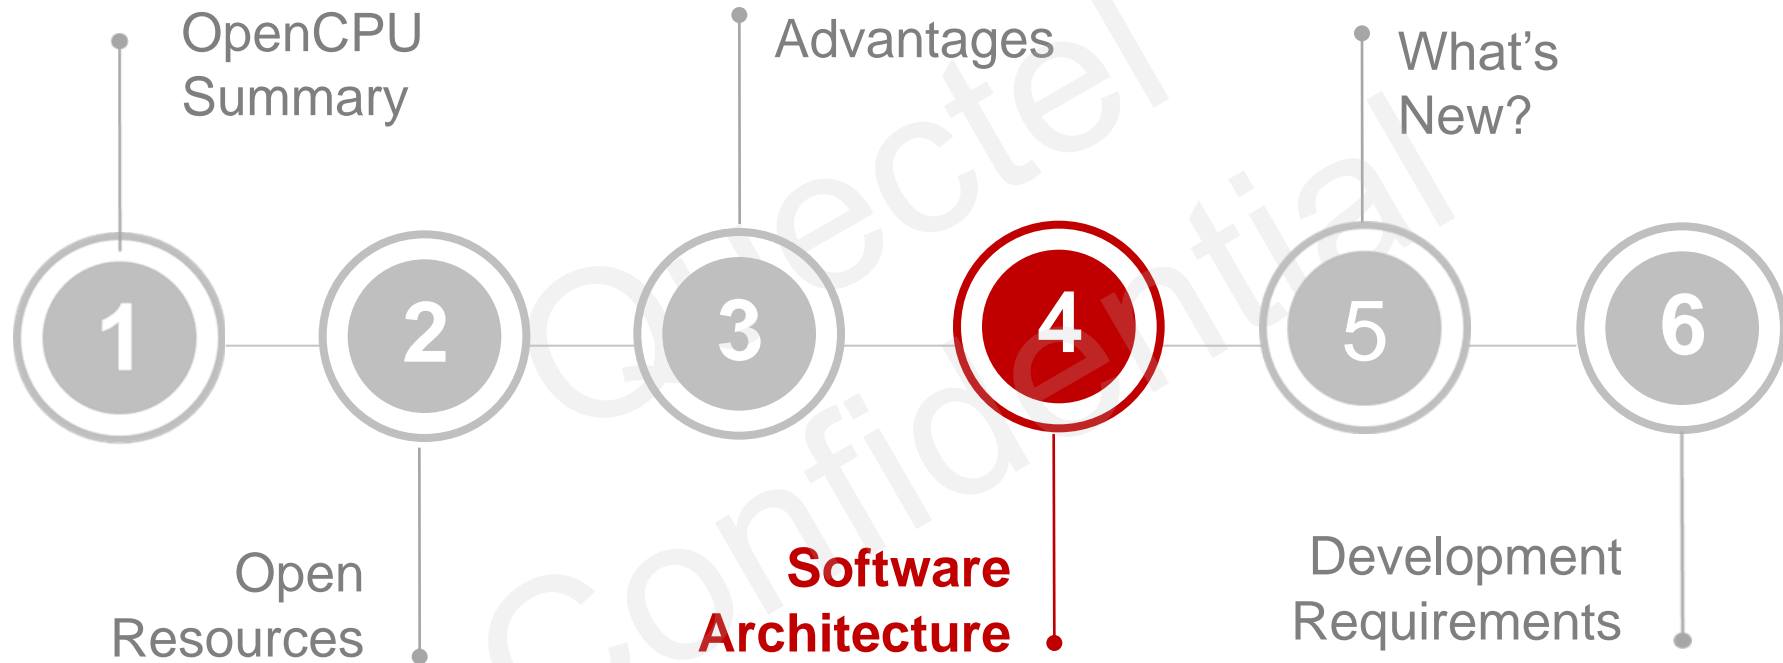 OpenCPU
Summary
Advantages
What's
New?
1
2
3
4
5
6
Open
Resources
Software
Architecture
Development
Requirements
Quectel
Confidential